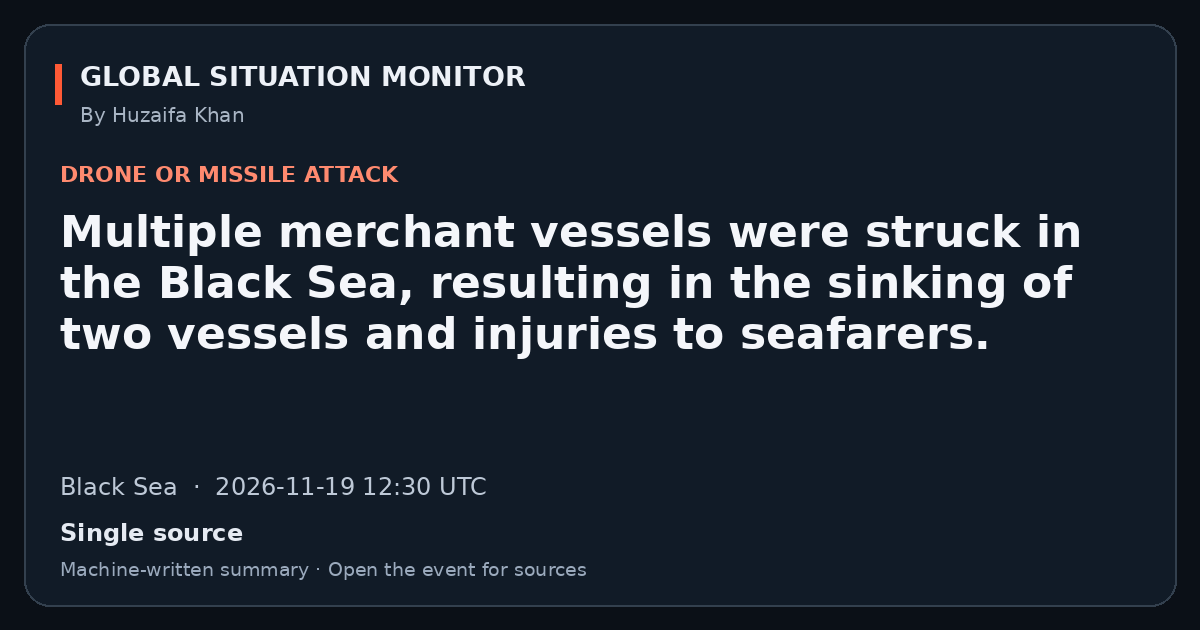 GLOBAL SITUATION MONITOR
By Huzaifa Khan
DRONE OR MISSILE ATTACK
Multiple merchant vessels were struck in
the Black Sea, resulting in the sinking of
two vessels and injuries to seafarers.
Black Sea · 2026-11-19 12:30 UTC
Single source
Machine-written summary · Open the event for sources